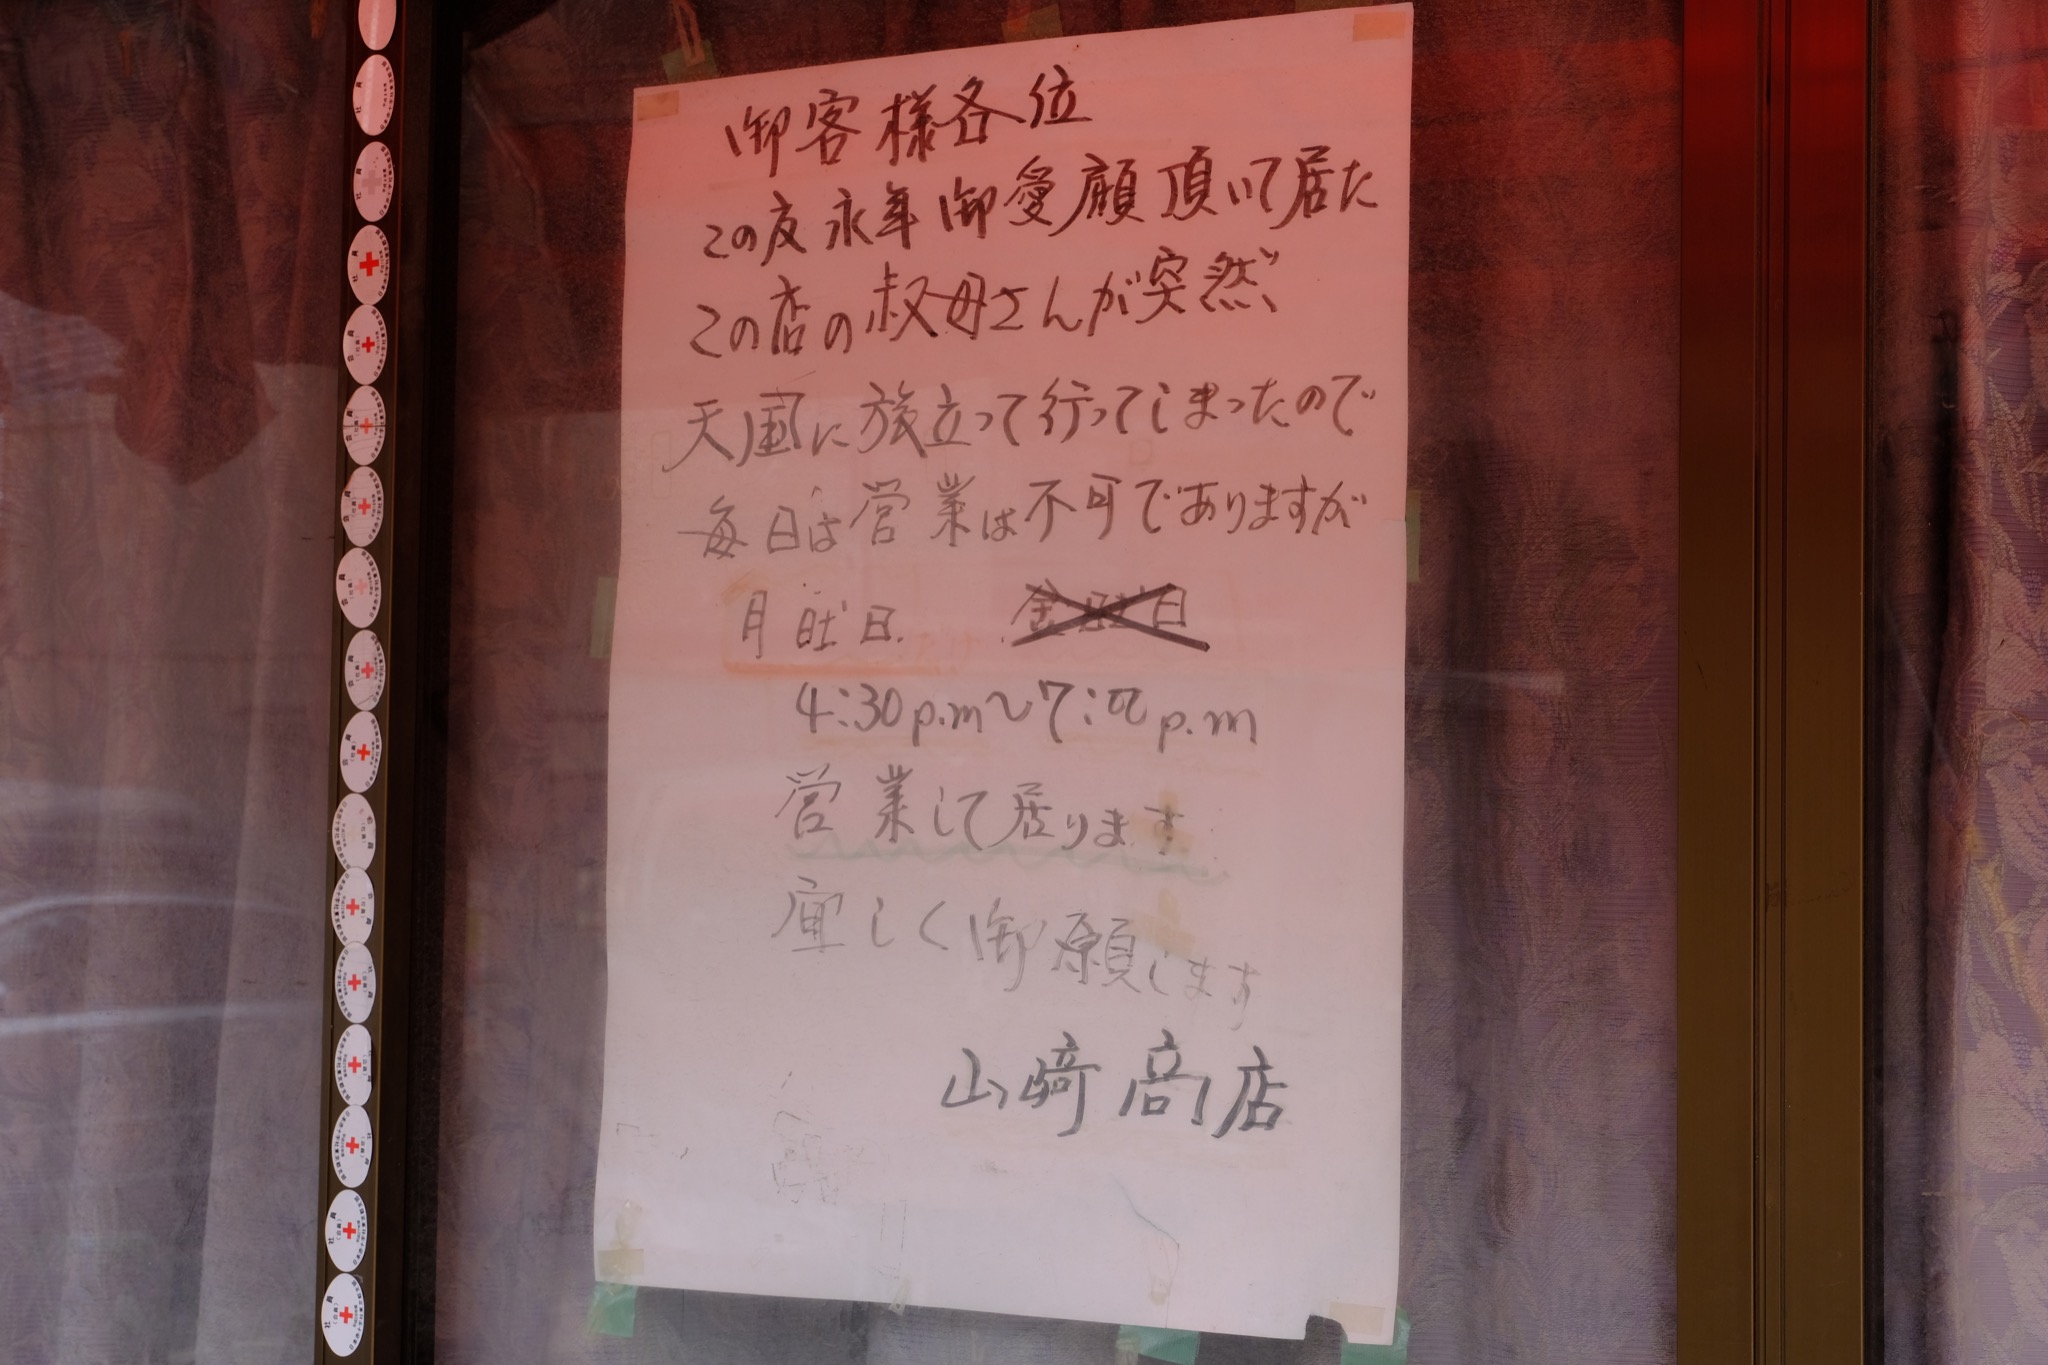 御客様各位
この度永年御愛顧頂いて居た
この店の叔母さんが突然、
天国に旅立って行ってしまったので
毎日は営業は不可でありますが
月曜日 金曜日
4:30p.m〜7:00p.m
営業して居ります
宜しく御願します
山崎商店